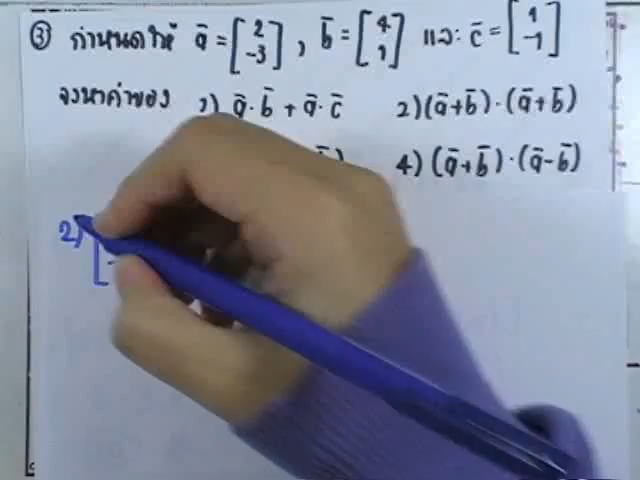 ③ กำหนดให้ ā = [2 -3], b̄ = [4 1] และ c̄ = [1 -1]
จงหาค่าของ 1) ā · b̄ + ā · c̄ 2) (ā + b̄) · (ā + b̄)
4) (ā + b̄) · (ā - b̄)
2) [